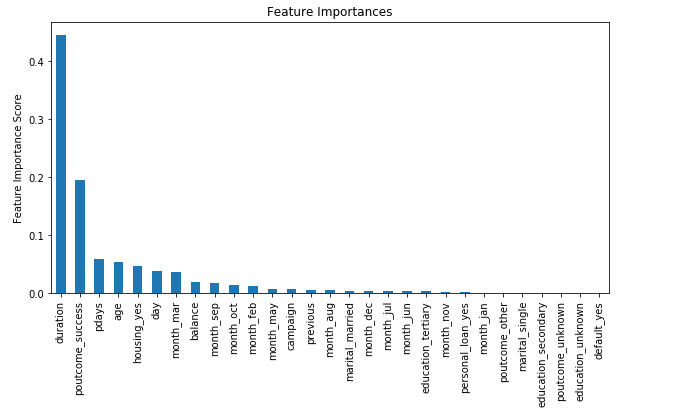 Feature Importances
Feature Importance Score
0.4
0.3
0.2
0.1
0.0
duration
poutcome_success
pdays
age
housing_yes
day
month_mar
balance
month_sep
month_oct
month_feb
month_may
campaign
previous
month_aug
marital_married
month_dec
month_jul
month_jun
education_tertiary
month_nov
personal_loan_yes
month_jan
poutcome_other
marital_single
education_secondary
poutcome_unknown
education_unknown
default_yes